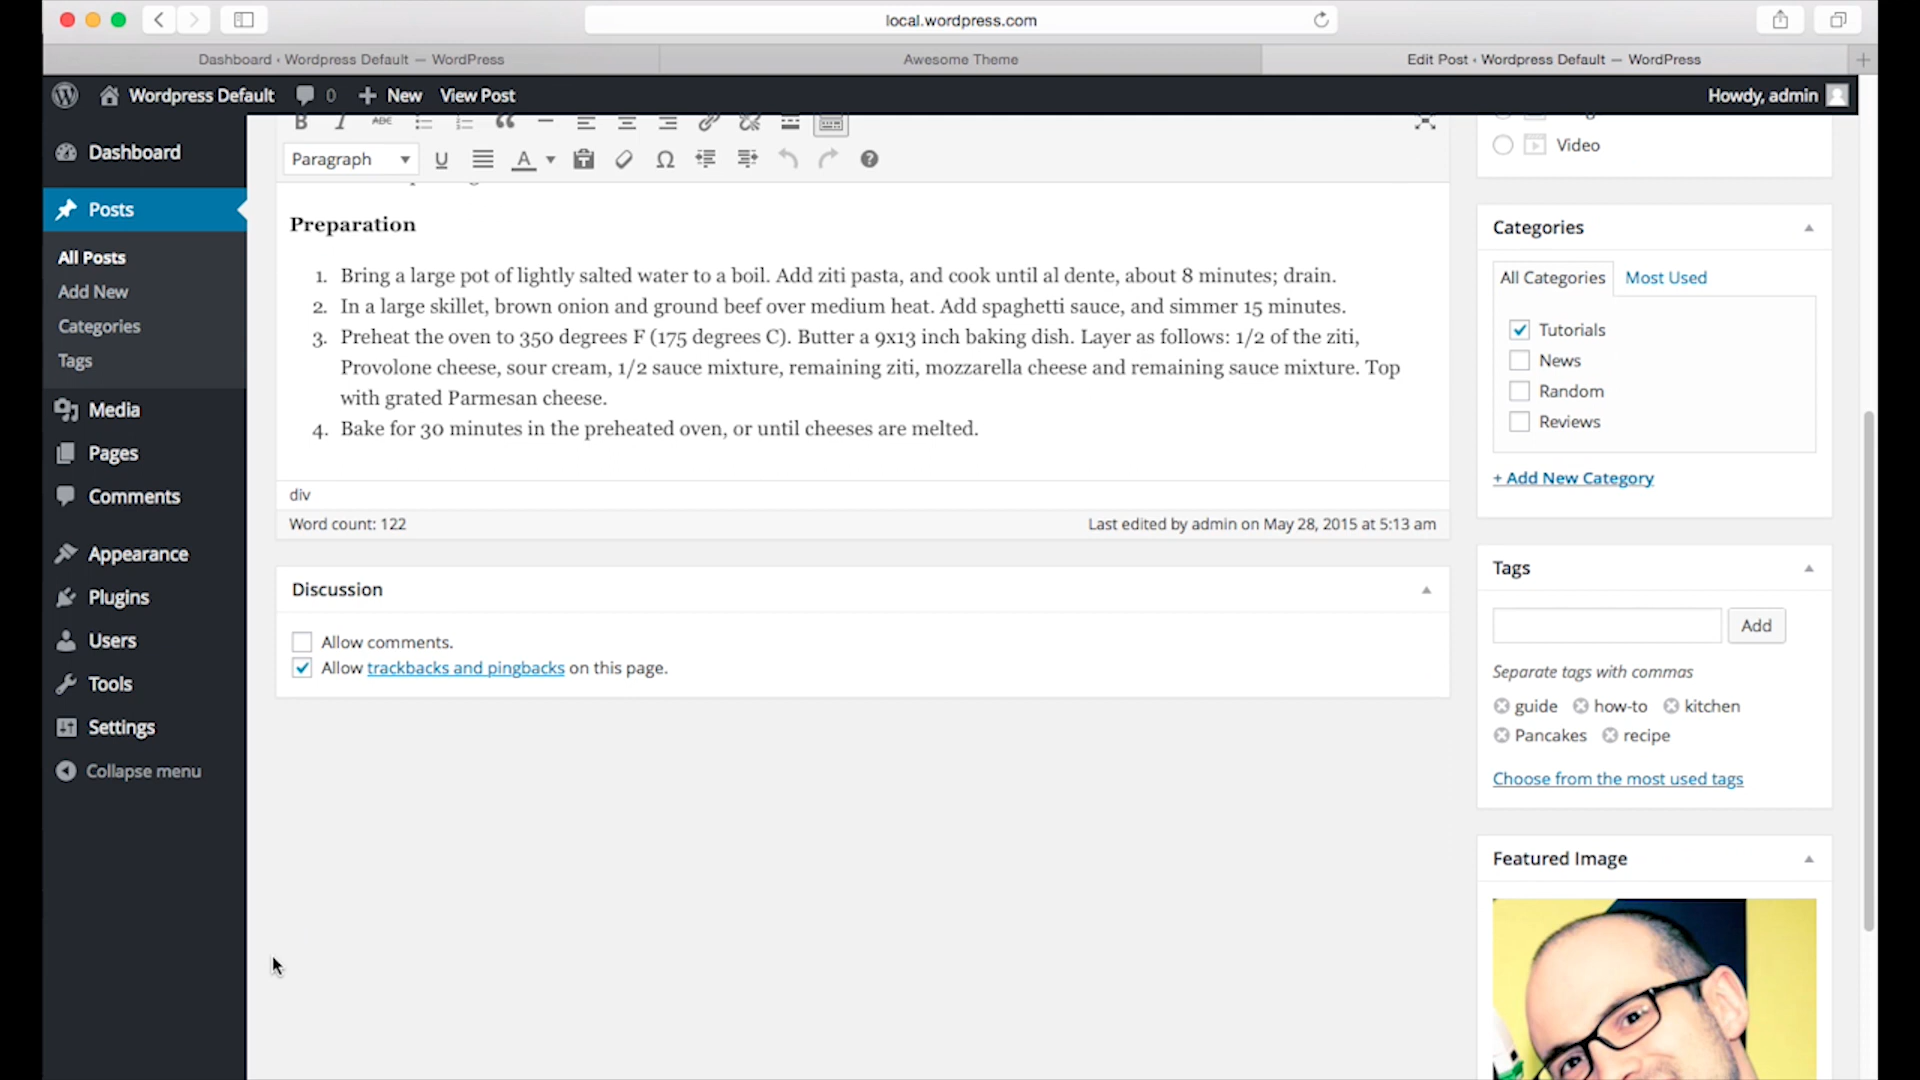 local.wordpress.com
Dashboard ‹ Wordpress Default — WordPress
Awesome Theme
Edit Post ‹ Wordpress Default — WordPress
Wordpress Default
0
New
View Post
Howdy, admin
Dashboard
Posts
All Posts
Add New
Categories
Tags
Media
Pages
Comments
Appearance
Plugins
Users
Tools
Settings
Collapse menu
B I ABC
Paragraph
U A Ω
Preparation
1. Bring a large pot of lightly salted water to a boil. Add ziti pasta, and cook until al dente, about 8 minutes; drain.
2. In a large skillet, brown onion and ground beef over medium heat. Add spaghetti sauce, and simmer 15 minutes.
3. Preheat the oven to 350 degrees F (175 degrees C). Butter a 9x13 inch baking dish. Layer as follows: 1/2 of the ziti,
Provolone cheese, sour cream, 1/2 sauce mixture, remaining ziti, mozzarella cheese and remaining sauce mixture. Top
with grated Parmesan cheese.
4. Bake for 30 minutes in the preheated oven, or until cheeses are melted.
div
Word count: 122
Last edited by admin on May 28, 2015 at 5:13 am
Discussion
Allow comments.
Allow trackbacks and pingbacks on this page.
Video
Categories
All Categories
Most Used
Tutorials
News
Random
Reviews
+ Add New Category
Tags
Add
Separate tags with commas
guide how-to kitchen
Pancakes recipe
Choose from the most used tags
Featured Image